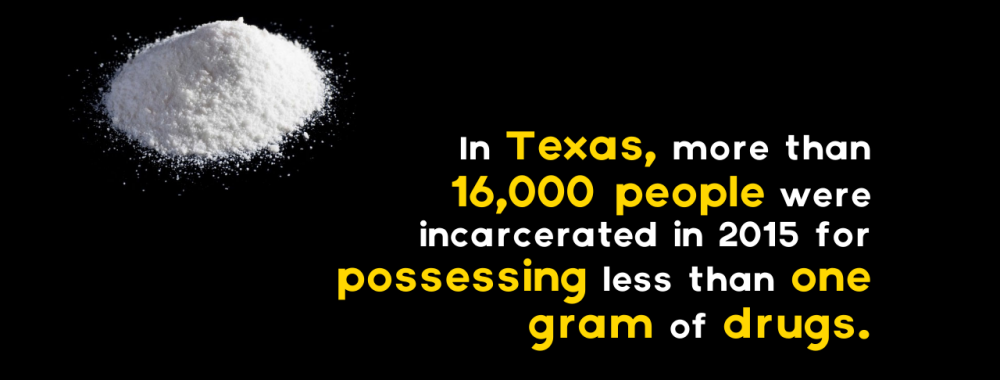 In Texas, more than
16,000 people were
incarcerated in 2015 for
possessing less than one
gram of drugs.